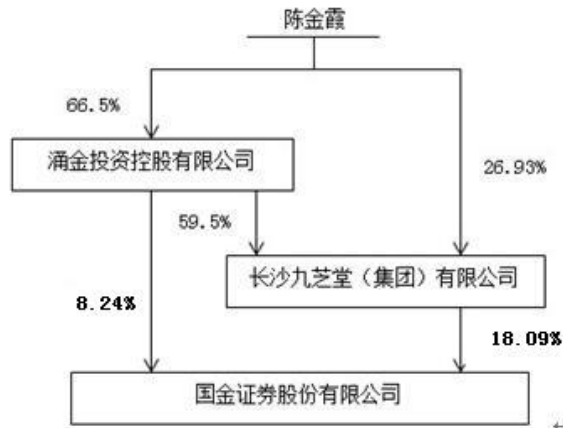 陈金霞
66.5%
涌金投资控股有限公司
26.93%
59.5%
长沙九芝堂（集团）有限公司
8.24%
18.09%
国金证券股份有限公司